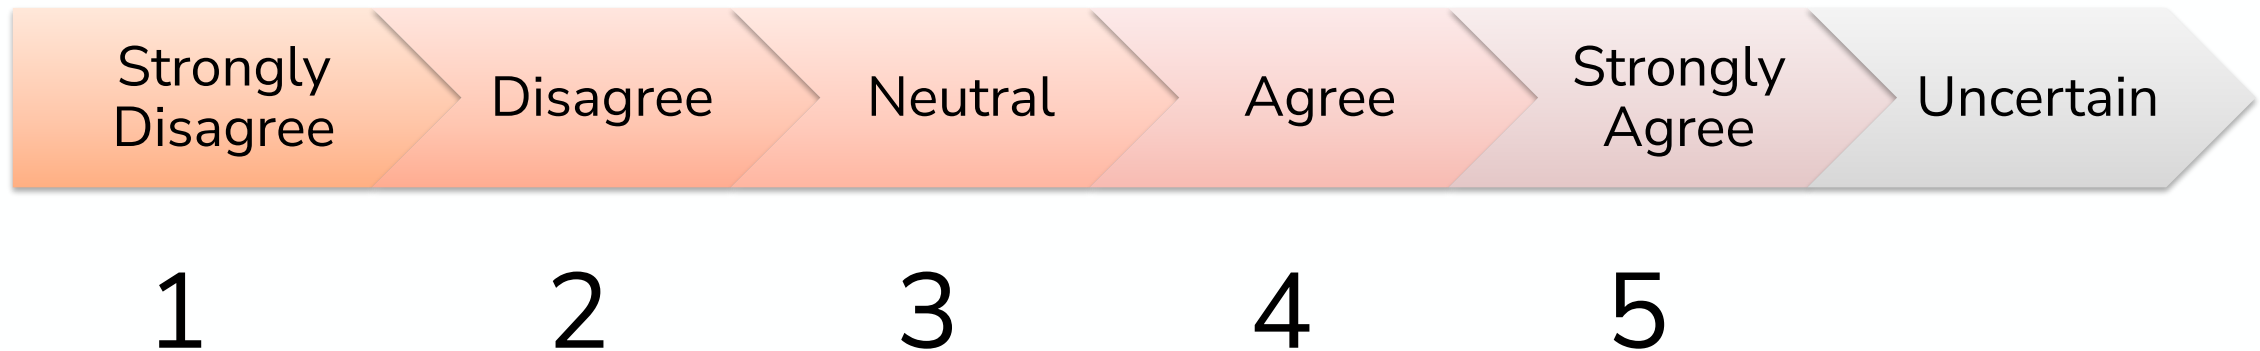 Strongly
Disagree
Disagree
Neutral
Agree
Strongly
Agree
Uncertain
1 2 3 4 5